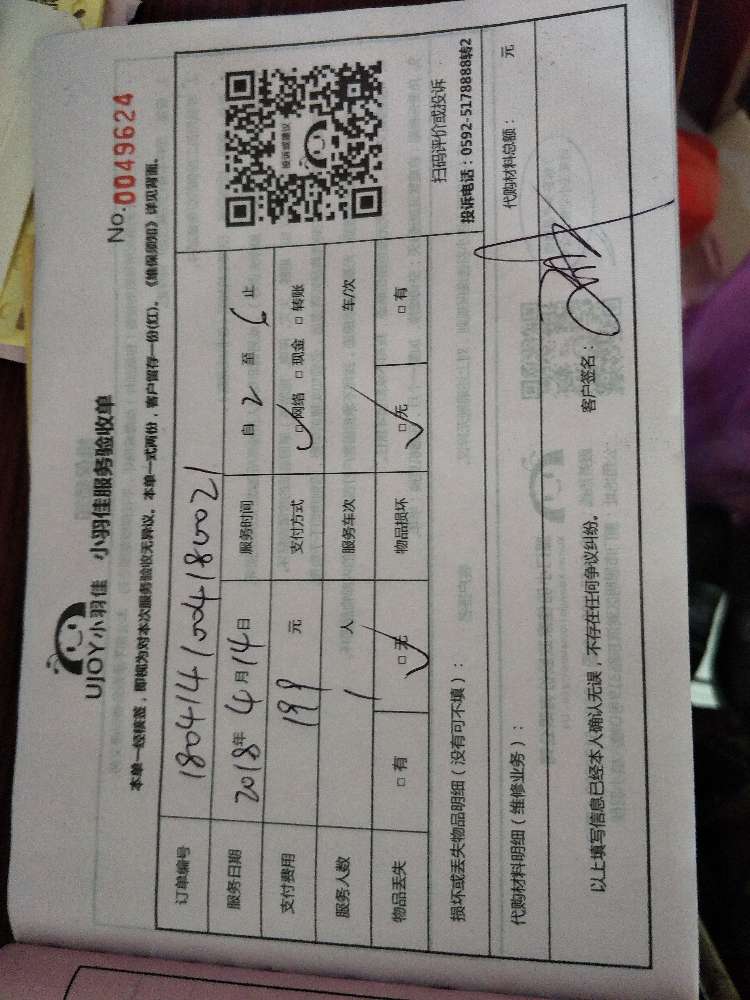 UJOY小羽佳 小羽佳服务验收单
No.0049624
本单一经核签，即视为对本次服务验收无异议。本单一式两份，客户留存一份(红)。《维保须知》详见背面。
订单编号 1804141004180021
服务日期 2018年4月14日 服务时间 自2至6止
支付费用 199元 支付方式 □网络 □现金 □转账
服务人数 1人 服务车次 车/次
物品丢失 □有 □无 物品损坏 □无 □有
投诉或建议
扫码评价或投诉
投诉电话：0592-5178888转2
损坏或丢失物品明细（没有可不填）：
代购材料明细（维修业务）： 代购材料总额： 元
以上填写信息已经本人确认无误，不存在任何争议纠纷。 客户签名：